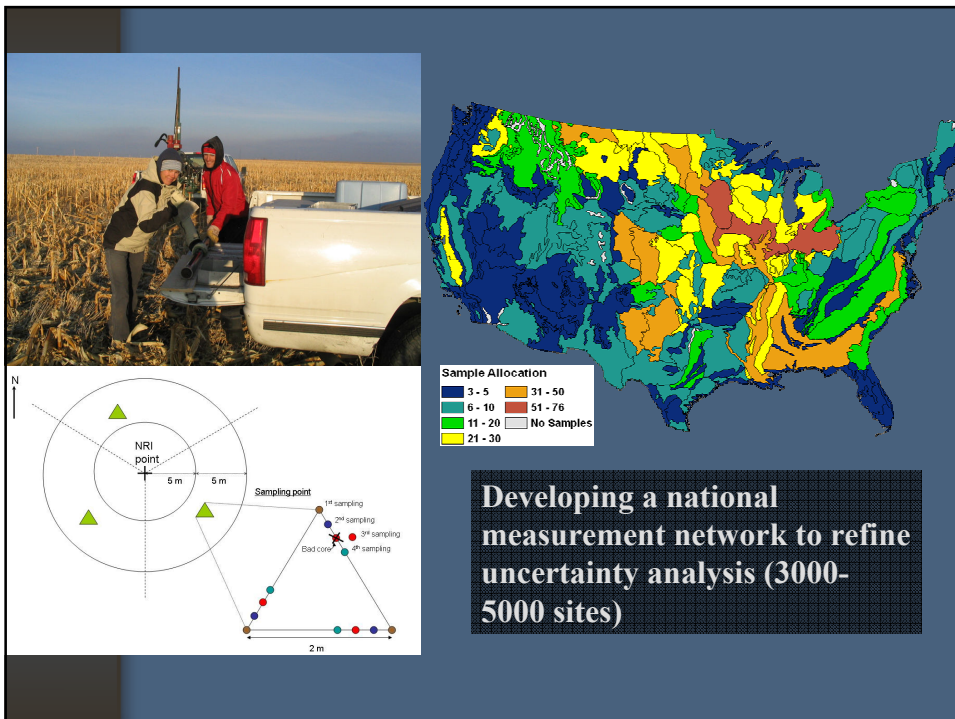 N
NRI
point
5 m
5 m
Sampling point
1st sampling
2nd sampling
3rd sampling
Bad core
4th sampling
2 m
Sample Allocation
3 - 5
31 - 50
6 - 10
51 - 76
11 - 20
No Samples
21 - 30
Developing a national
measurement network to refine
uncertainty analysis (3000-
5000 sites)